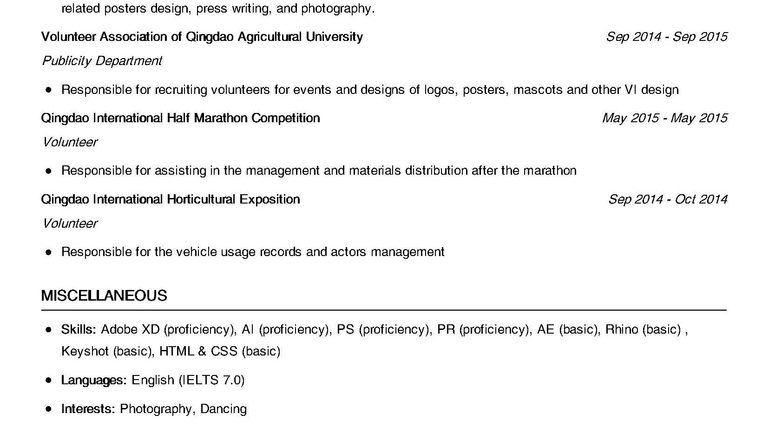 related posters design, press writing, and photography.
Volunteer Association of Qingdao Agricultural University Sep 2014 - Sep 2015
Publicity Department
● Responsible for recruiting volunteers for events and designs of logos, posters, mascots and other VI design
Qingdao International Half Marathon Competition May 2015 - May 2015
Volunteer
● Responsible for assisting in the management and materials distribution after the marathon
Qingdao International Horticultural Exposition Sep 2014 - Oct 2014
Volunteer
● Responsible for the vehicle usage records and actors management
MISCELLANEOUS
● Skills: Adobe XD (proficiency), AI (proficiency), PS (proficiency), PR (proficiency), AE (basic), Rhino (basic) ,
Keyshot (basic), HTML & CSS (basic)
● Languages: English (IELTS 7.0)
● Interests: Photography, Dancing